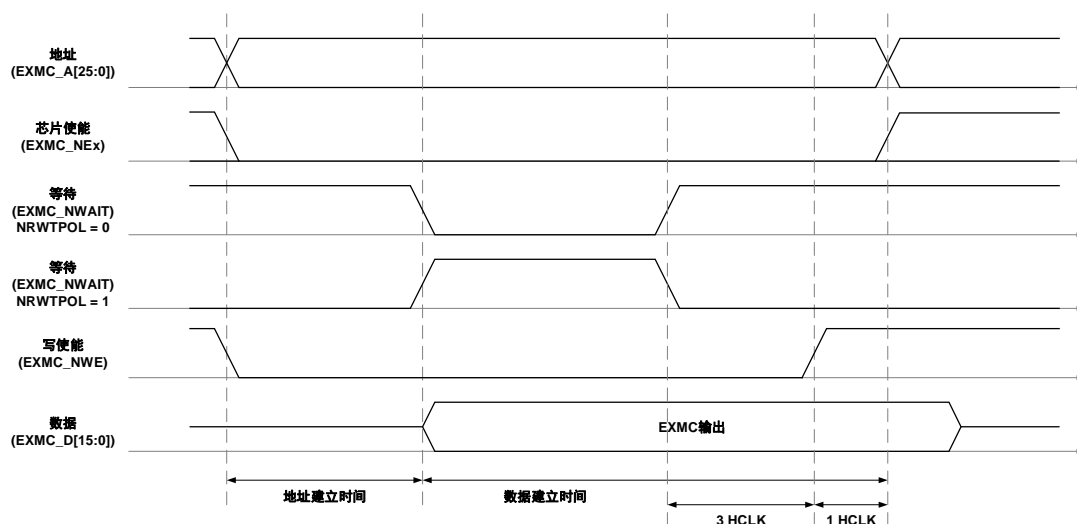 地址
(EXMC_A[25:0])
芯片使能
(EXMC_NEx)
等待
(EXMC_NWAIT)
NRWTPOL = 0
等待
(EXMC_NWAIT)
NRWTPOL = 1
写使能
(EXMC_NWE)
数据
(EXMC_D[15:0])
EXMC输出
地址建立时间
数据建立时间
3 HCLK
1 HCLK